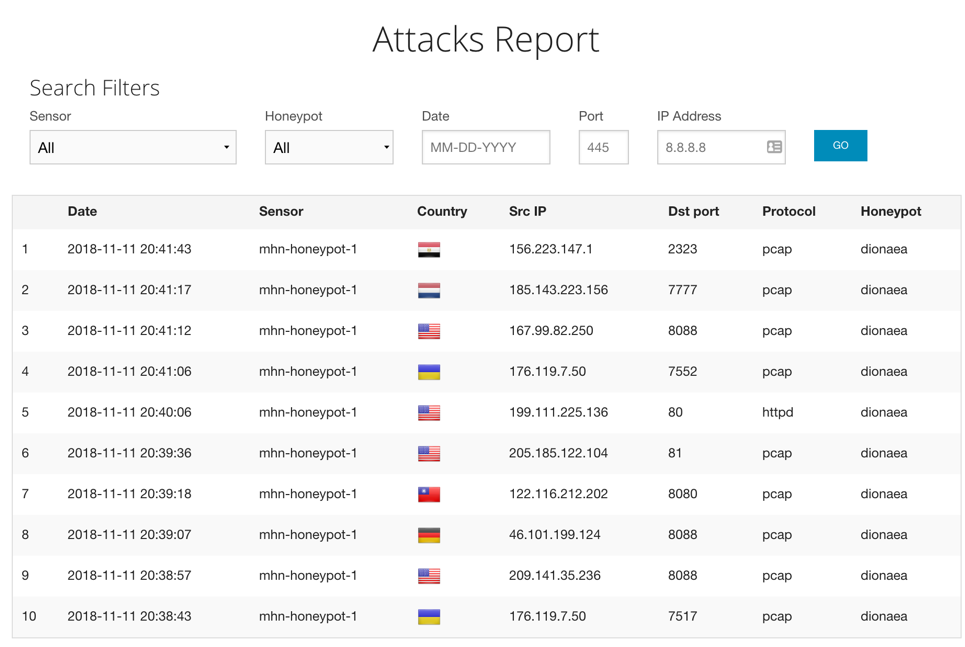 Attacks Report
Search Filters
Sensor Honeypot Date Port IP Address
All All MM-DD-YYYY 445 8.8.8.8 GO
Date Sensor Country Src IP Dst port Protocol Honeypot
1 2018-11-11 20:41:43 mhn-honeypot-1 156.223.147.1 2323 pcap dionaea
2 2018-11-11 20:41:17 mhn-honeypot-1 185.143.223.156 7777 pcap dionaea
3 2018-11-11 20:41:12 mhn-honeypot-1 167.99.82.250 8088 pcap dionaea
4 2018-11-11 20:41:06 mhn-honeypot-1 176.119.7.50 7552 pcap dionaea
5 2018-11-11 20:40:06 mhn-honeypot-1 199.111.225.136 80 httpd dionaea
6 2018-11-11 20:39:36 mhn-honeypot-1 205.185.122.104 81 pcap dionaea
7 2018-11-11 20:39:18 mhn-honeypot-1 122.116.212.202 8080 pcap dionaea
8 2018-11-11 20:39:07 mhn-honeypot-1 46.101.199.124 8088 pcap dionaea
9 2018-11-11 20:38:57 mhn-honeypot-1 209.141.35.236 8088 pcap dionaea
10 2018-11-11 20:38:43 mhn-honeypot-1 176.119.7.50 7517 pcap dionaea